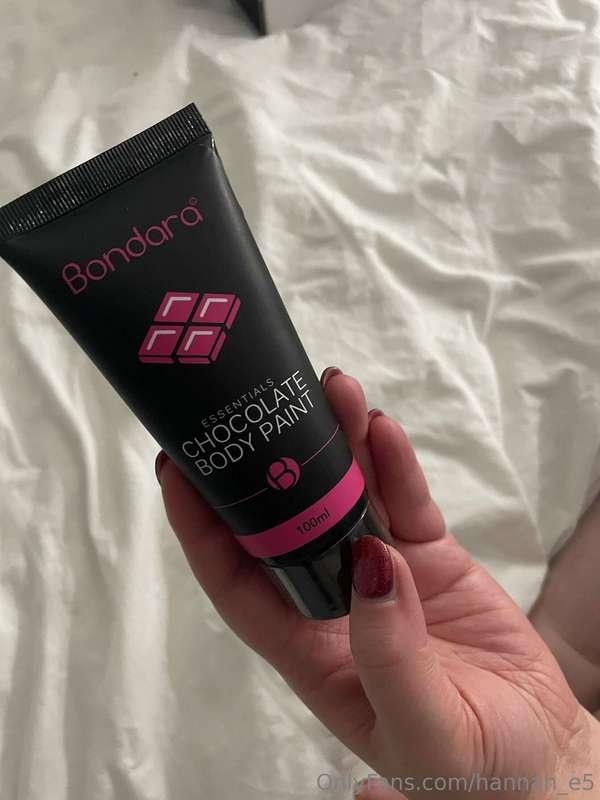 Bondara©
ESSENTIALS
CHOCOLATE
BODY PAINT
B
100ml
OnlyFans.com/hannah_e5